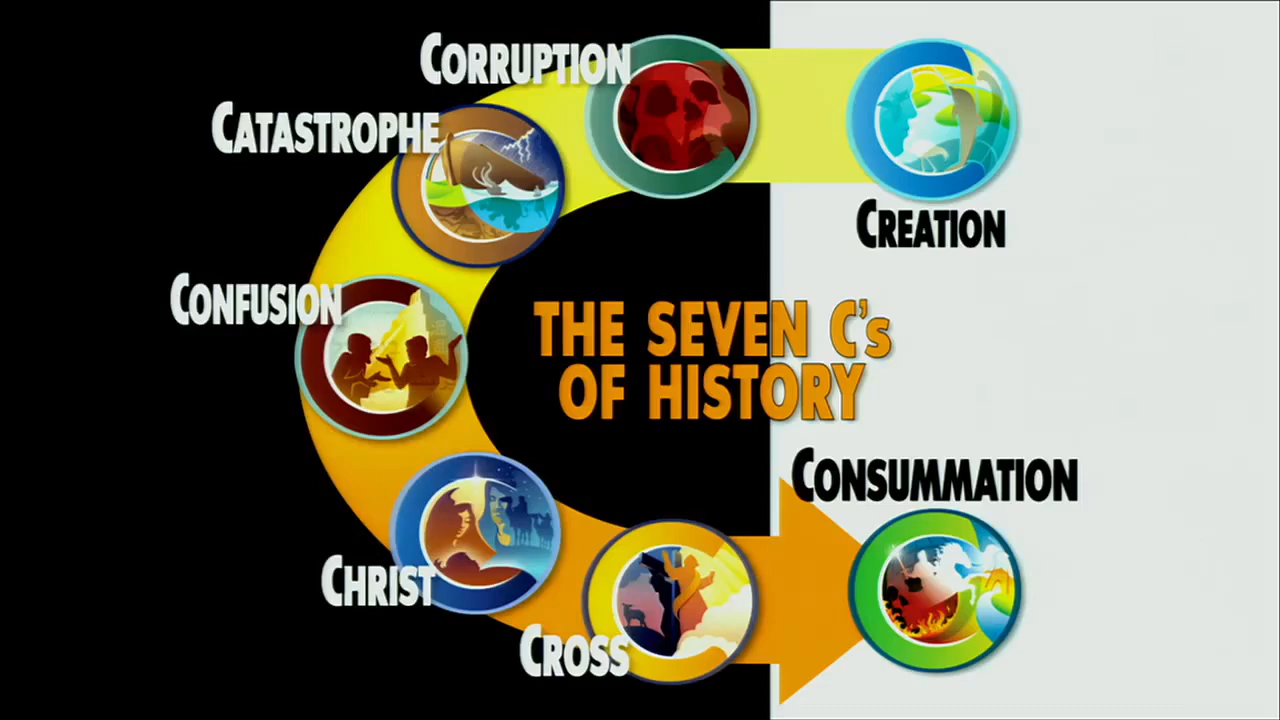 CORRUPTION
CATASTROPHE
CREATION
CONFUSION
THE SEVEN C's
OF HISTORY
CONSUMMATION
CHRIST
CROSS